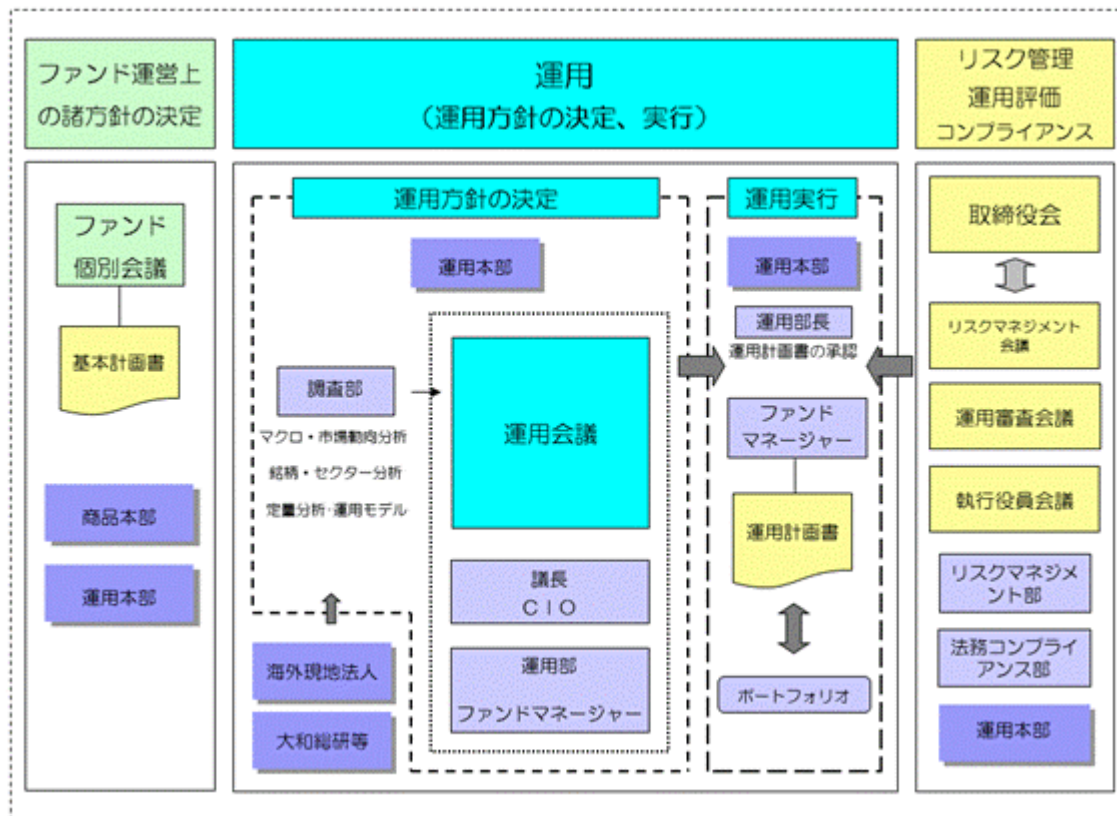 ファンド運営上
の諸方針の決定
運用
（運用方針の決定、実行）
リスク管理
運用評価
コンプライアンス
ファンド
個別会議
基本計画書
商品本部
運用本部
運用方針の決定
運用本部
調査部
マクロ・市場動向分析
銘柄・セクター分析
定量分析・運用モデル
運用会議
議長
ＣＩＯ
運用部
ファンドマネージャー
海外現地法人
大和総研等
運用実行
運用本部
運用部長
運用計画書の承認
ファンド
マネージャー
運用計画書
ポートフォリオ
取締役会
リスクマネジメント
会議
運用審査会議
執行役員会議
リスクマネジメ
ント部
法務コンプライ
アンス部
運用本部